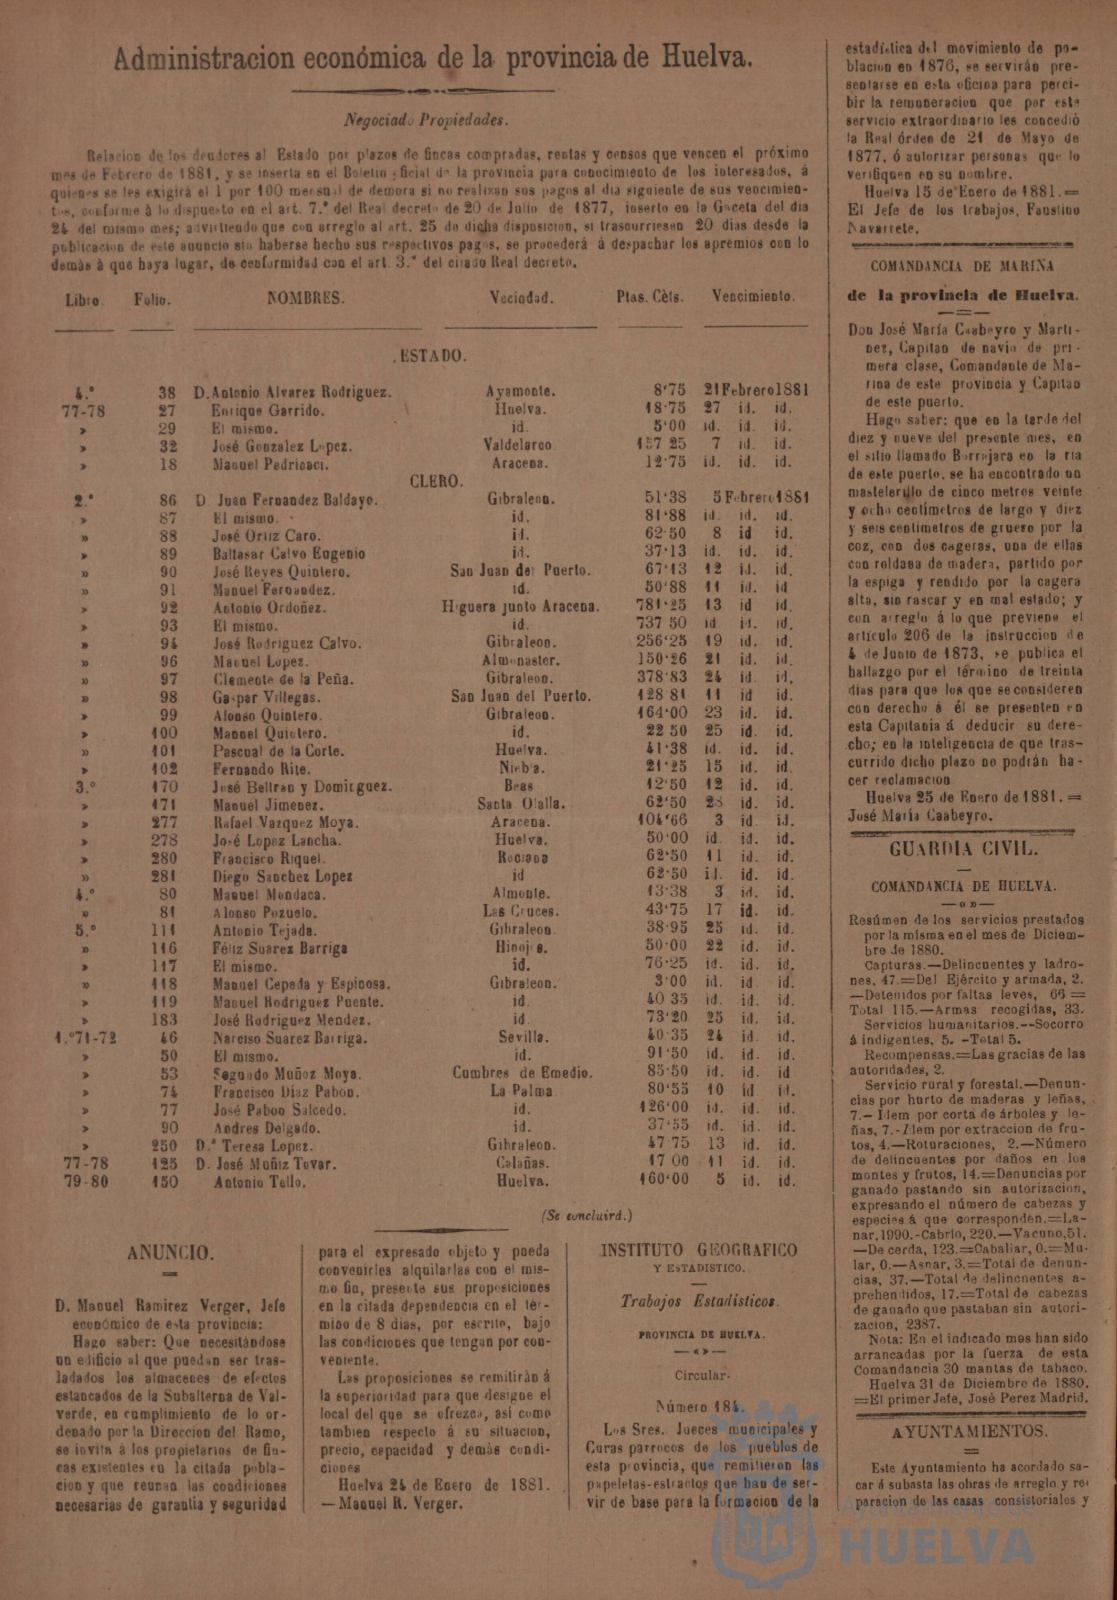 Administracion económica de la provincia de Huelva.
Negociado Propiedades.
Relacion de los deudores al Estado por plazos de fincas compradas, rentas y censos que vencen el próximo
mes de Febrero de 1881, y se inserta en el Boletin oficial de la provincia para conocimiento de los interesados, á
quienes se les exigirá el 1 por 100 mensual de demora si no realizan sus pagos al dia siguiente de sus vencimien-
tos, conforme á lo dispuesto en el art. 7.º del Real decreto de 20 de Julio de 1877, inserto en la Gaceta del dia
24 del mismo mes; advirtiendo que con arreglo al art. 25 de dicha disposicion, si trascurriesen 20 dias desde la
publicacion de este anuncio sin haberse hecho sus respectivos pagos, se procederá á despachar los apremios con lo
demás à que haya lugar, de conformidad con el art. 3.º del citado Real decreto.
Libro. Folio. NOMBRES. Veciodad. Ptas. Cèts. Vencimiento.
ESTADO.
4.º 38 D. Antonio Alvarez Rodriguez. Ayamonte. 8'75 21 Febrero 1881
77-78 27 Enrique Garrido. Huelva. 18'75 27 id. id.
» 29 El mismo. id. 5'00 id. id. id.
» 32 José Gonzalez Lopez. Valdelarco. 157 25 7 id. id.
» 18 Manuel Pedrinaci. Aracena. 12'75 id. id. id.
CLERO.
2.º 86 D. Juan Fernandez Baldayo. Gibraleon. 51'38 5 Febrero 1881
» 87 El mismo. id. 81'88 id. id. id.
» 88 José Ortiz Caro. id. 62'50 8 id id.
» 89 Baltasar Calvo Eugenio id. 37'13 id. id. id.
» 90 José Reyes Quintero. San Juan del Puerto. 67'13 12 id. id.
» 91 Manuel Fernandez. id. 50'88 11 id. id
» 92 Antonio Ordoñez. Higuera junto Aracena. 781'25 13 id id.
» 93 El mismo. id. 737 50 id id. id.
» 94 José Rodriguez Calvo. Gibraleon. 256'25 19 id. id.
» 96 Manuel Lopez. Almonaster. 150'26 21 id. id.
» 97 Clemente de la Peña. Gibraleon. 378'83 24 id. id.
» 98 Gaspar Villegas. San Juan del Puerto. 128'81 11 id id.
» 99 Alonso Quintero. Gibraleon. 164'00 23 id. id.
» 100 Manuel Quintero. id. 22 50 25 id. id.
» 101 Pascual de la Corte. Huelva. 41'38 id. id. id.
» 102 Fernando Rite. Niebla. 21'25 15 id. id.
3.º 170 José Beltran y Dominguez. Beas 12'50 12 id. id.
» 171 Manuel Jimenez. Santa Olalla. 62'50 28 id. id.
» 277 Rafael Vazquez Moya. Aracena. 104'66 3 id. id.
» 278 José Lopez Lancha. Huelva. 50'00 id. id. id.
» 280 Francisco Riquel. Rociana 62'50 11 id. id.
» 281 Diego Sanchez Lopez id 62'50 id. id. id.
4.º 80 Manuel Mondaca. Almonte. 13'38 3 id. id.
» 81 Alonso Pozuelo. Las Cruces. 43'75 17 id. id.
5.º 111 Antonio Tejada. Gibraleon. 38'95 25 id. id.
» 116 Féliz Suarez Barriga Hinojos. 50'00 22 id. id.
» 117 El mismo. id. 76'25 id. id. id.
» 118 Manuel Cepeda y Espinosa. Gibraleon. 3'00 id. id. id.
» 119 Manuel Rodriguez Puente. id. 40 35 id. id. id.
» 183 José Rodriguez Mendez. id. 73'20 25 id. id.
1.º 71-72 46 Narciso Suarez Barriga. Sevilla. 40'35 24 id. id.
» 50 El mismo. id. 91'50 id. id. id.
» 53 Segundo Muñoz Moya. Cumbres de Enmedio. 85'50 id. id. id
» 74 Francisco Diaz Pabon. La Palma. 80'55 10 id id.
» 77 José Pabon Salcedo. id. 126'00 id. id. id.
» 90 Andres Delgado. id. 37'55 id. id. id.
» 250 D.ª Teresa Lopez. Gibraleon. 47'75 13 id. id.
77-78 125 D. José Moñiz Tovar. Calañas. 17 00 11 id. id.
79-80 150 Antonio Tello. Huelva. 160'00 5 id. id.
(Se concluirá.)
ANUNCIO.
D. Manuel Ramirez Verger, Jefe
económico de esta provincia:
Hago saber: Que necesitándose
un edificio al que puedan ser tras-
ladados los almacenes de efectos
estancados de la Subalterna de Val-
verde, en cumplimiento de lo or-
denado por la Direccion del Ramo,
se invita á los propietarios de fin-
cas existentes en la citada pobla-
cion y que reunan las condiciones
necesarias de garantia y seguridad
para el expresado objeto y pueda
convenirles alquilarlas con el mis-
mo fin, presente sus proposiciones
en la citada dependencia en el tér-
mino de 8 dias, por escrito, bajo
las condiciones que tengan por con-
veniente.
Las proposiciones se remitirán á
la superioridad para que designe el
local del que se ofrezca, así como
tambien respecto á su situacion,
precio, capacidad y demás condi-
ciones
Huelva 24 de Enero de 1881.
—Manuel R. Verger.
INSTITUTO GEOGRAFICO
Y ESTADISTICO.
Trabajos Estadisticos.
PROVINCIA DE HUELVA.
Circular.
Número 184.
Los Sres. Jueces municipales y
Curas parrocos de los pueblos de
esta provincia, que remitieron las
papeletas-estractos que han de ser-
vir de base para la formacion de la
estadística del movimiento de po-
blacion en 1876, se servirán pre-
sentarse en esta oficina para perci-
bir la remuneracion que por este
servicio extraordinario les concedió
la Real órden de 21 de Mayo de
1877, ó autorizar personas que lo
verifiquen en su nombre.
Huelva 15 de Enero de 1881.=
El Jefe de los trabajos, Faustino
Navarrete.
COMANDANCIA DE MARINA
de la provincia de Huelva.
Don José María Caabeyro y Marti-
nez, Capitan de navio de pri-
mera clase, Comandante de Ma-
rina de este provincia y Capitan
de este puerto.
Hago saber: que en la tarde del
diez y nueve del presente mes, en
el sitio llamado Borrajara en la ria
de este puerto, se ha encontrado un
mastelerillo de cinco metros veinte
y ocho centímetros de largo y diez
y seis centímetros de grueso por la
coz, con dos cageras, una de ellas
con roldana de madera, partido por
la espiga y rendido por la cagera
alta, sin rascar y en mal estado; y
con arreglo á lo que previene el
artículo 206 de la instruccion de
4 de Junio de 1873, se publica el
hallazgo por el término de treinta
dias para que los que se consideren
con derecho á él se presenten en
esta Capitania á deducir su dere-
cho; en la inteligencia de que tras-
currido dicho plazo no podrán ha-
cer reclamacion
Huelva 25 de Enero de 1881.=
José Maria Caabeyro.
GUARDIA CIVIL.
COMANDANCIA DE HUELVA.
Resúmen de los servicios prestados
por la misma en el mes de Diciem-
bre de 1880.
Capturas.—Delincuentes y ladro-
nes, 47.=Del Ejército y armada, 2.
—Detenidos por faltas leves, 66=
Total 115.—Armas recogidas, 33.
Servicios humanitarios.--Socorro
á indigentes, 5. -Total 5.
Recompensas.=Las gracias de las
autoridades, 2.
Servicio rural y forestal.—Denun-
cias por hurto de maderas y leñas,
7.—Idem por corta de árboles y le-
ñas, 7.-Idem por extraccion de fru-
tos, 4.—Roturaciones, 2.—Número
de delincuentes por daños en los
montes y frutos, 14.=Denuncias por
ganado pastando sin autorizacion,
expresando el número de cabezas y
especies á que corresponden.=La-
nar, 1990.-Cabrio, 220.—Vacuno, 51.
—De cerda, 123.=Caballar, 0.=Mu-
lar, 0.—Asnar, 3.=Total de denun-
cias, 37.—Total de delincnentes a-
prehendidos, 17.=Total de cabezas
de ganado que pastaban sin autori-
zacion, 2387.
Nota: En el indicado mes han sido
arrancadas por la fuerza de esta
Comandancia 30 mantas de tabaco.
Huelva 31 de Diciembre de 1880.
=El primer Jefe, José Perez Madrid.
AYUNTAMIENTOS.
Este Ayuntamiento ha acordado sa-
car á subasta las obras de arreglo y re-
paracion de las casas consistoriales y
Ayuntamiento de
HUELVA